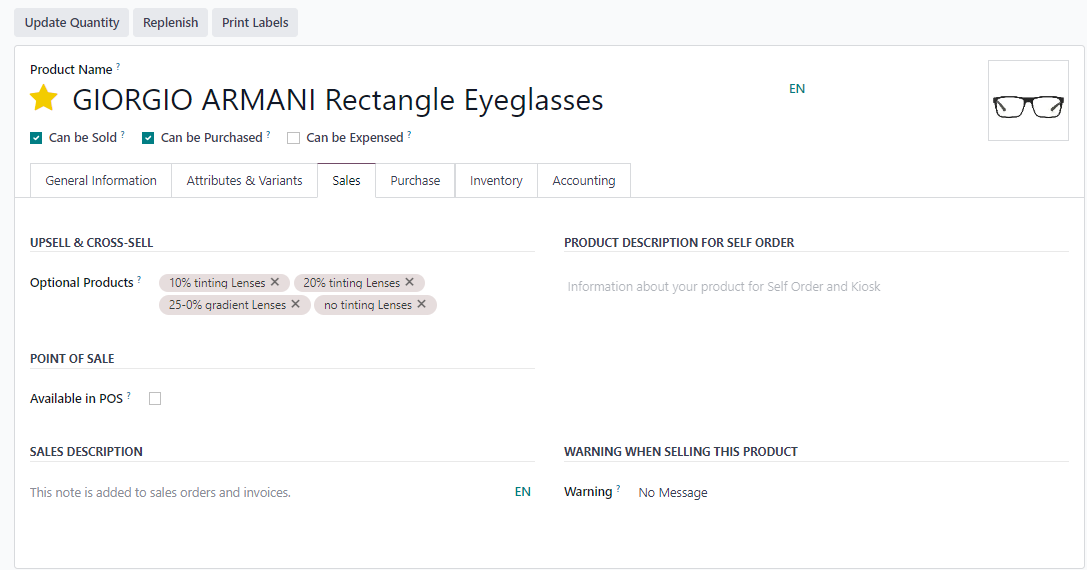 Update Quantity Replenish Print Labels
Product Name ?
GIORGIO ARMANI Rectangle Eyeglasses EN
Can be Sold ? Can be Purchased ? Can be Expensed ?
General Information Attributes & Variants Sales Purchase Inventory Accounting
UPSELL & CROSS-SELL
Optional Products ? 10% tinting Lenses ✕ 20% tinting Lenses ✕
25-0% gradient Lenses ✕ no tinting Lenses ✕
PRODUCT DESCRIPTION FOR SELF ORDER
Information about your product for Self Order and Kiosk
POINT OF SALE
Available in POS ?
SALES DESCRIPTION
This note is added to sales orders and invoices. EN
WARNING WHEN SELLING THIS PRODUCT
Warning ? No Message